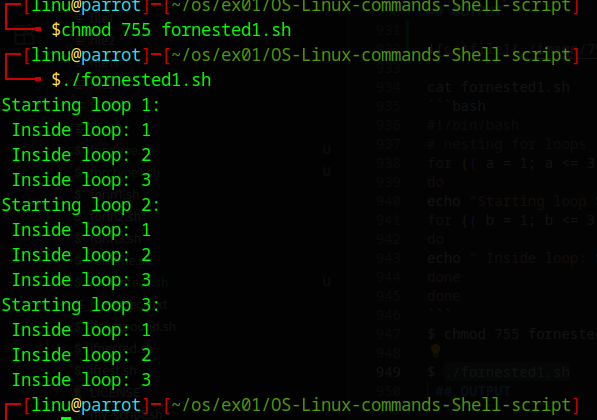 [linu@parrot]─[~/os/ex01/OS-Linux-commands-Shell-script]
$chmod 755 fornested1.sh
[linu@parrot]─[~/os/ex01/OS-Linux-commands-Shell-script]
$./fornested1.sh
Starting loop 1:
Inside loop: 1
Inside loop: 2
Inside loop: 3
Starting loop 2:
Inside loop: 1
Inside loop: 2
Inside loop: 3
Starting loop 3:
Inside loop: 1
Inside loop: 2
Inside loop: 3
[linu@parrot]─[~/os/ex01/OS-Linux-commands-Shell-script]
931
934 cat fornested1.sh
935 ```bash
936 #!/bin/bash
937 # nesting for loops
938 for (( a = 1; a <= 3
939 do
940 echo "Starting loop
941 for (( b = 1; b <= 3
942 do
943 echo " Inside loop:
944 done
945 done
946 ```
947 $ chmod 755 forneste
948
949 $ ./fornested1.sh
950 ## OUTPUT